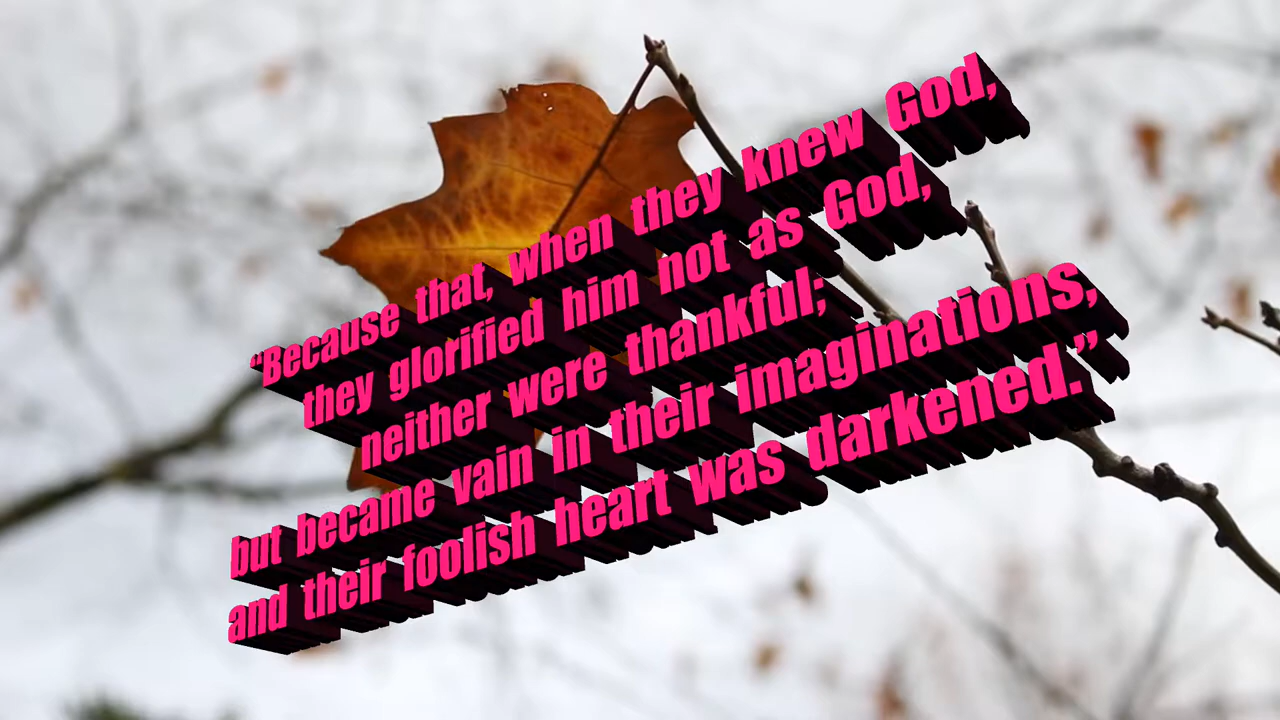 “Because that, when they knew God,
they glorified him not as God,
neither were thankful;
but became vain in their imaginations,
and their foolish heart was darkened.”